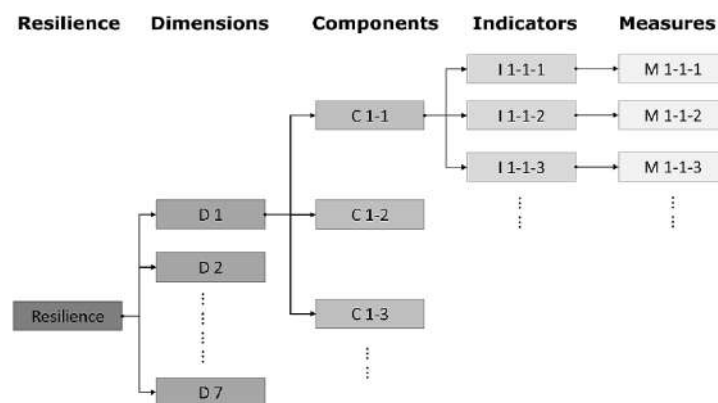 Resilience Dimensions Components Indicators Measures
I 1-1-1 M 1-1-1
C 1-1 I 1-1-2 M 1-1-2
I 1-1-3 M 1-1-3
D 1 C 1-2
D 2
Resilience C 1-3
D 7